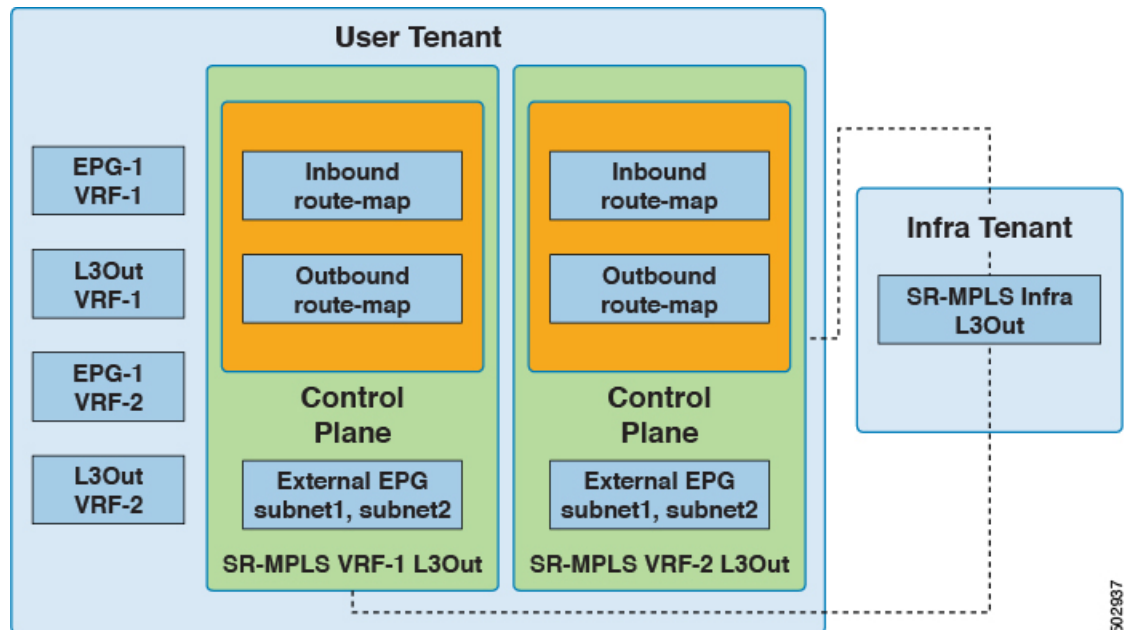 User Tenant
EPG-1
VRF-1
L3Out
VRF-1
EPG-1
VRF-2
L3Out
VRF-2
Inbound
route-map
Outbound
route-map
Control
Plane
External EPG
subnet1, subnet2
SR-MPLS VRF-1 L3Out
Inbound
route-map
Outbound
route-map
Control
Plane
External EPG
subnet1, subnet2
SR-MPLS VRF-2 L3Out
Infra Tenant
SR-MPLS Infra
L3Out
502937